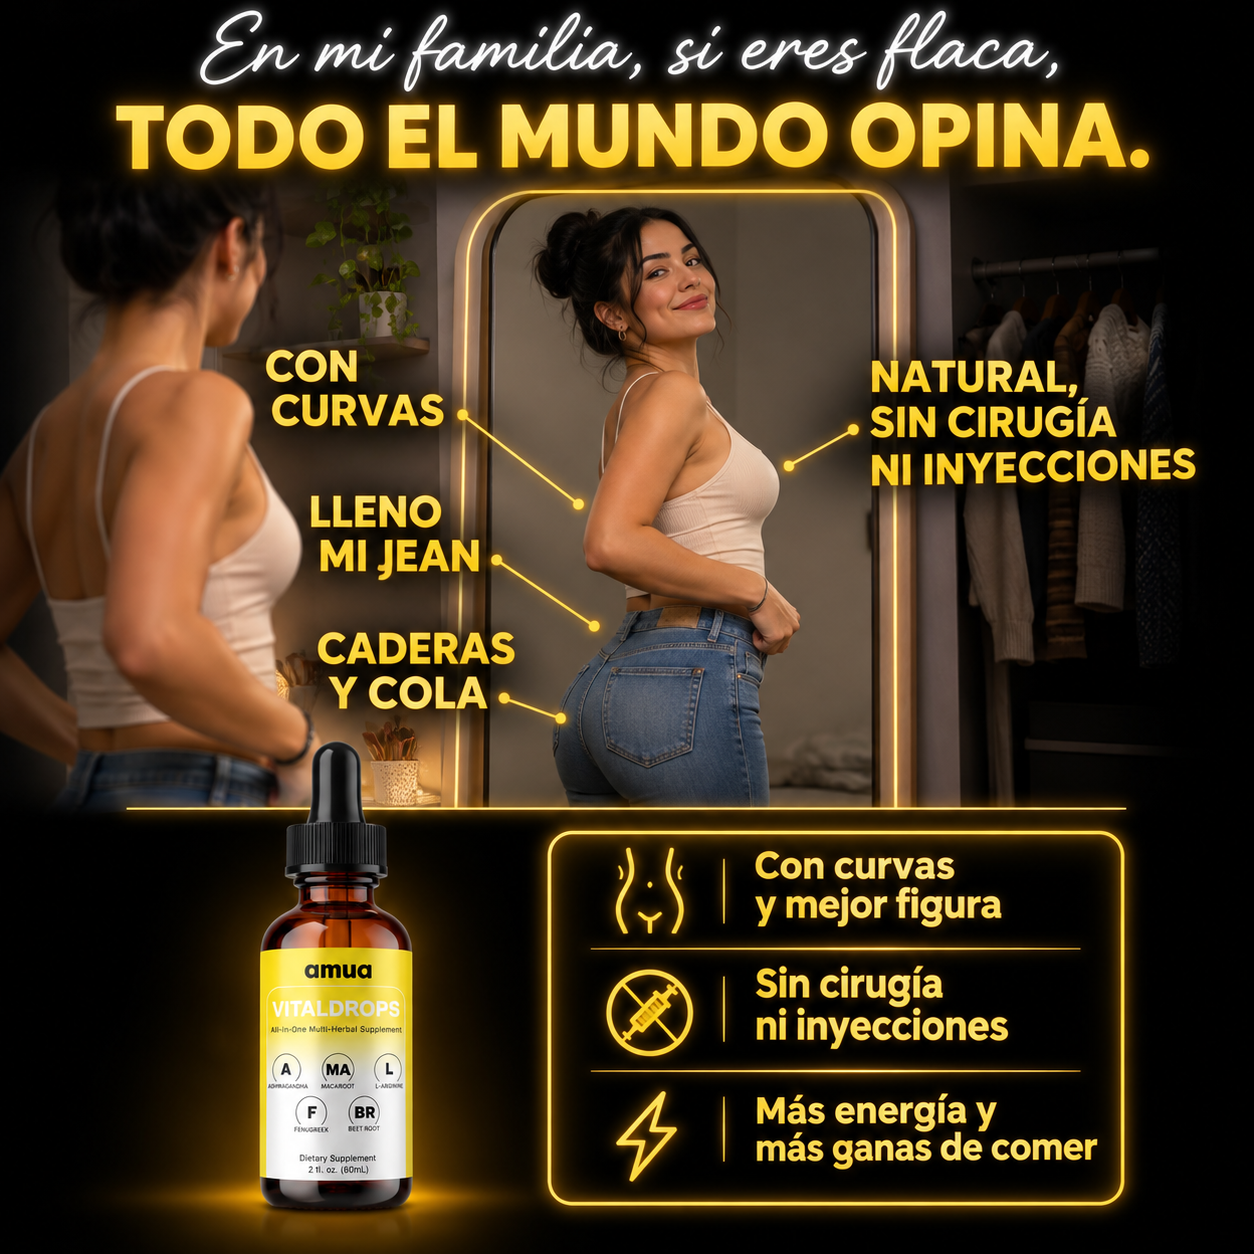 En mi familia, si eres flaca,
TODO EL MUNDO OPINA.
CON
CURVAS
LLENO
MI JEAN
CADERAS
Y COLA
NATURAL,
SIN CIRUGÍA
NI INYECCIONES
amua
VITALDROPS
All-In-One Multi-Herbal Supplement
A MA L
ASHWAGANDHA MACAROOT L-ARGININE
F BR
FENUGREEK BEET ROOT
Dietary Supplement
2 fl. oz. (60mL)
Con curvas
y mejor figura
Sin cirugía
ni inyecciones
Más energía y
más ganas de comer